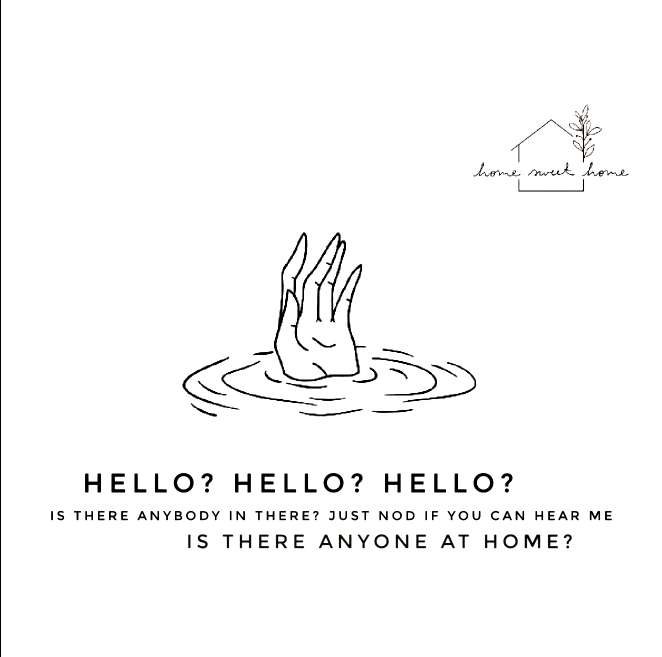 home sweet home
HELLO? HELLO? HELLO?
IS THERE ANYBODY IN THERE? JUST NOD IF YOU CAN HEAR ME
IS THERE ANYONE AT HOME?